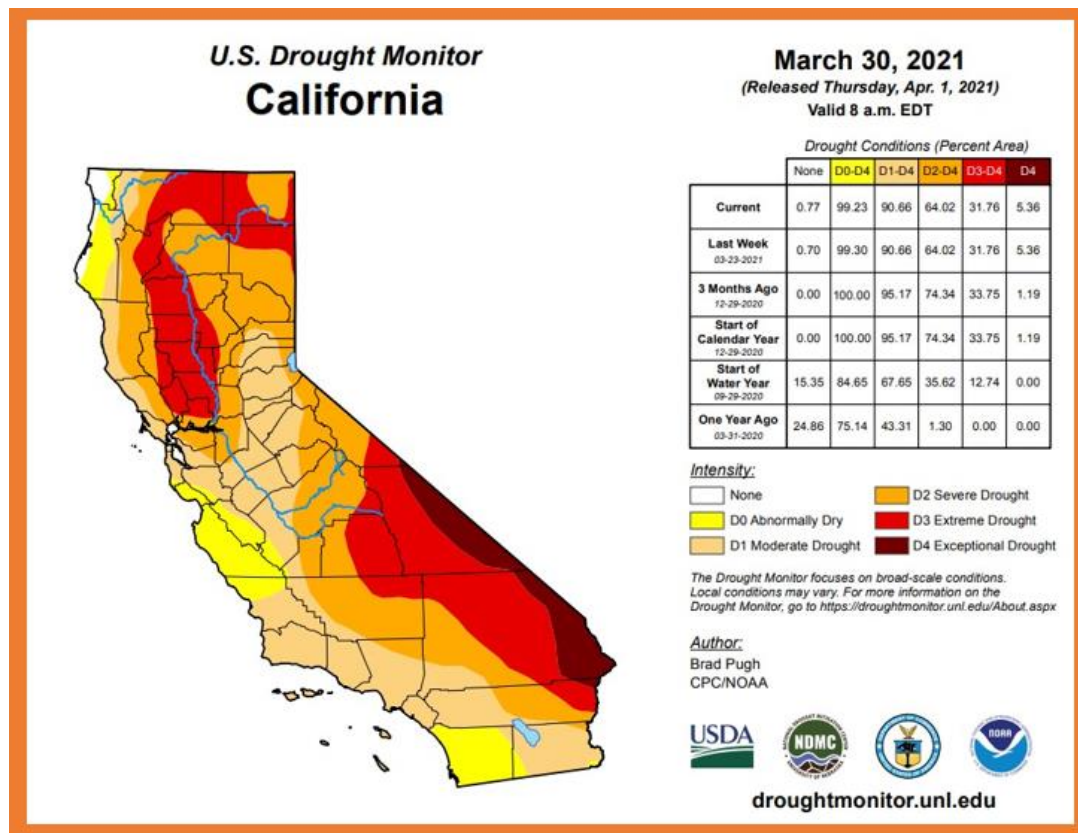 U.S. Drought Monitor
California
March 30, 2021
(Released Thursday, Apr. 1, 2021)
Valid 8 a.m. EDT
Drought Conditions (Percent Area)
None D0-D4 D1-D4 D2-D4 D3-D4 D4
Current 0.77 99.23 90.66 64.02 31.76 5.36
Last Week 0.70 99.30 90.66 64.02 31.76 5.36
03-23-2021
3 Months Ago 0.00 100.00 95.17 74.34 33.75 1.19
12-29-2020
Start of
Calendar Year 0.00 100.00 95.17 74.34 33.75 1.19
12-29-2020
Start of
Water Year 15.35 84.65 67.65 35.62 12.74 0.00
09-29-2020
One Year Ago 24.86 75.14 43.31 1.30 0.00 0.00
03-31-2020
Intensity:
None
D0 Abnormally Dry
D1 Moderate Drought
D2 Severe Drought
D3 Extreme Drought
D4 Exceptional Drought
The Drought Monitor focuses on broad-scale conditions.
Local conditions may vary. For more information on the
Drought Monitor, go to https://droughtmonitor.unl.edu/About.aspx
Author:
Brad Pugh
CPC/NOAA
USDA
NDMC
NOAA
droughtmonitor.unl.edu